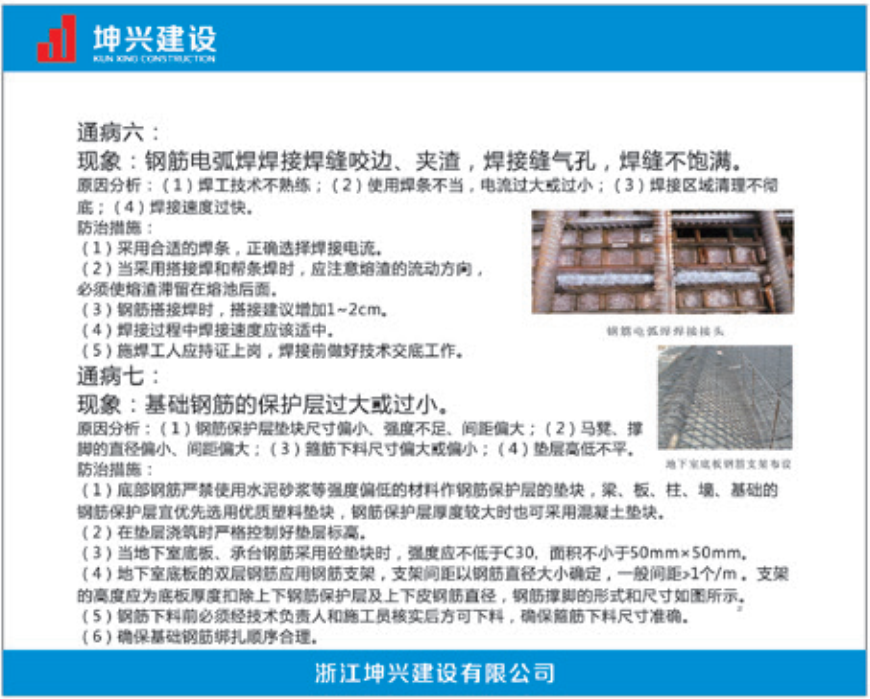 坤兴建设
KUN XING CONSTRUCTION
通病六：
现象：钢筋电弧焊焊接焊缝咬边、夹渣，焊接缝气孔，焊缝不饱满。
原因分析：（1）焊工技术不熟练；（2）使用焊条不当，电流过大或过小；（3）焊接区域清理不彻
底；（4）焊接速度过快。
防治措施：
（1）采用合适的焊条，正确选择焊接电流。
（2）当采用搭接焊和帮条焊时，应注意熔渣的流动方向，
必须使熔渣滞留在熔池后面。
（3）钢筋搭接焊时，搭接建议增加1~2cm。
（4）焊接过程中焊接速度应该适中。
（5）施焊工人应持证上岗，焊接前做好技术交底工作。
钢筋电弧焊焊接接头
通病七：
现象：基础钢筋的保护层过大或过小。
原因分析：（1）钢筋保护层垫块尺寸偏小、强度不足、间距偏大；（2）马凳、撑
脚的直径偏小、间距偏大；（3）箍筋下料尺寸偏大或偏小；（4）垫层高低不平。
地下室底板钢筋支架布设
防治措施：
（1）底部钢筋严禁使用水泥砂浆等强度偏低的材料作钢筋保护层的垫块，梁、板、柱、墙、基础的
钢筋保护层宜优先选用优质塑料垫块，钢筋保护层厚度较大时也可采用混凝土垫块。
（2）在垫层浇筑时严格控制好垫层标高。
（3）当地下室底板、承台钢筋采用砼垫块时，强度应不低于C30，面积不小于50mm×50mm。
（4）地下室底板的双层钢筋应用钢筋支架，支架间距以钢筋直径大小确定，一般间距>1个/m 。支架
的高度应为底板厚度扣除上下钢筋保护层及上下皮钢筋直径，钢筋撑脚的形式和尺寸如图所示。
（5）钢筋下料前必须经技术负责人和施工员核实后方可下料，确保箍筋下料尺寸准确。
（6）确保基础钢筋绑扎顺序合理。
浙江坤兴建设有限公司